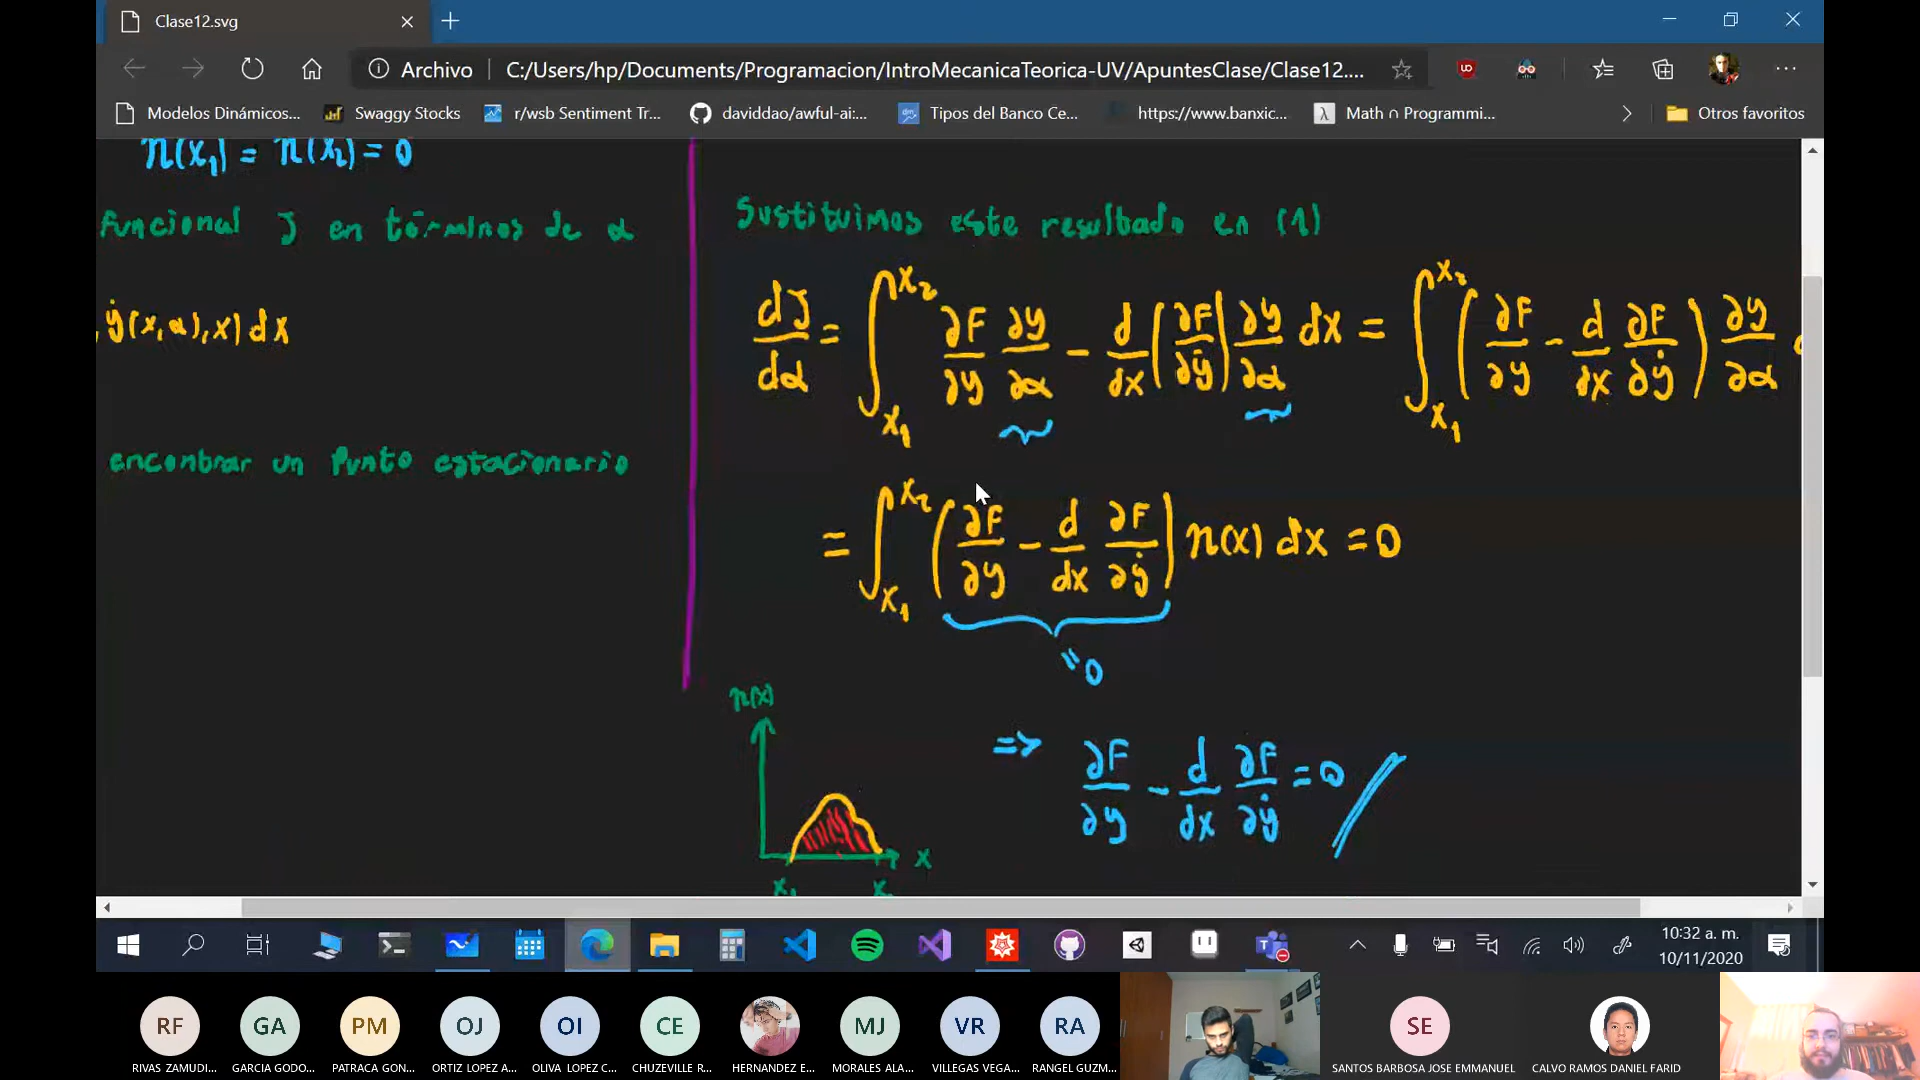 Clase12.svg
Archivo
C:/Users/hp/Documents/Programacion/IntroMecanicaTeorica-UV/ApuntesClase/Clase12....
Modelos Dinámicos...
Swaggy Stocks
r/wsb Sentiment Tr...
daviddao/awful-ai:...
Tipos del Banco Ce...
https://www.banxic...
Math ∩ Programmi...
Otros favoritos
η(x₁) = η(x₂) = 0
Funcional J en términos de α
, ẏ(x,α),x) dx
encontrar un Punto estacionario
Sustituimos este resultado en (1)
dJ/dα = ∫_{x₁}^{x₂} ∂F/∂y ∂y/∂α - d/dx (∂F/∂ẏ) ∂y/∂α dx = ∫_{x₁}^{x₂} (∂F/∂y - d/dx ∂F/∂ẏ) ∂y/∂α
= ∫_{x₁}^{x₂} (∂F/∂y - d/dx ∂F/∂ẏ) η(x) dx = 0
"0
=> ∂F/∂y - d/dx ∂F/∂ẏ = 0
η(x)
x
x₁
10:32 a. m.
10/11/2020
RF
GA
PM
OJ
OI
CE
MJ
VR
RA
SE
RIVAS ZAMUDI...
GARCIA GODO...
PATRACA GON...
ORTIZ LOPEZ A...
OLIVA LOPEZ C...
CHUZEVILLE R...
HERNANDEZ E...
MORALES ALA...
VILLEGAS VEGA...
RANGEL GUZM...
SANTOS BARBOSA JOSE EMMANUEL
CALVO RAMOS DANIEL FARID